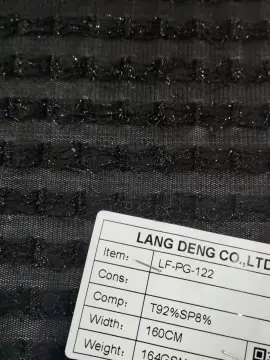 LANG DENG CO.,LTD
Item: LF-PG-122
Cons:
Comp: T92%SP8%
Width: 160CM
Weight: 164GSM